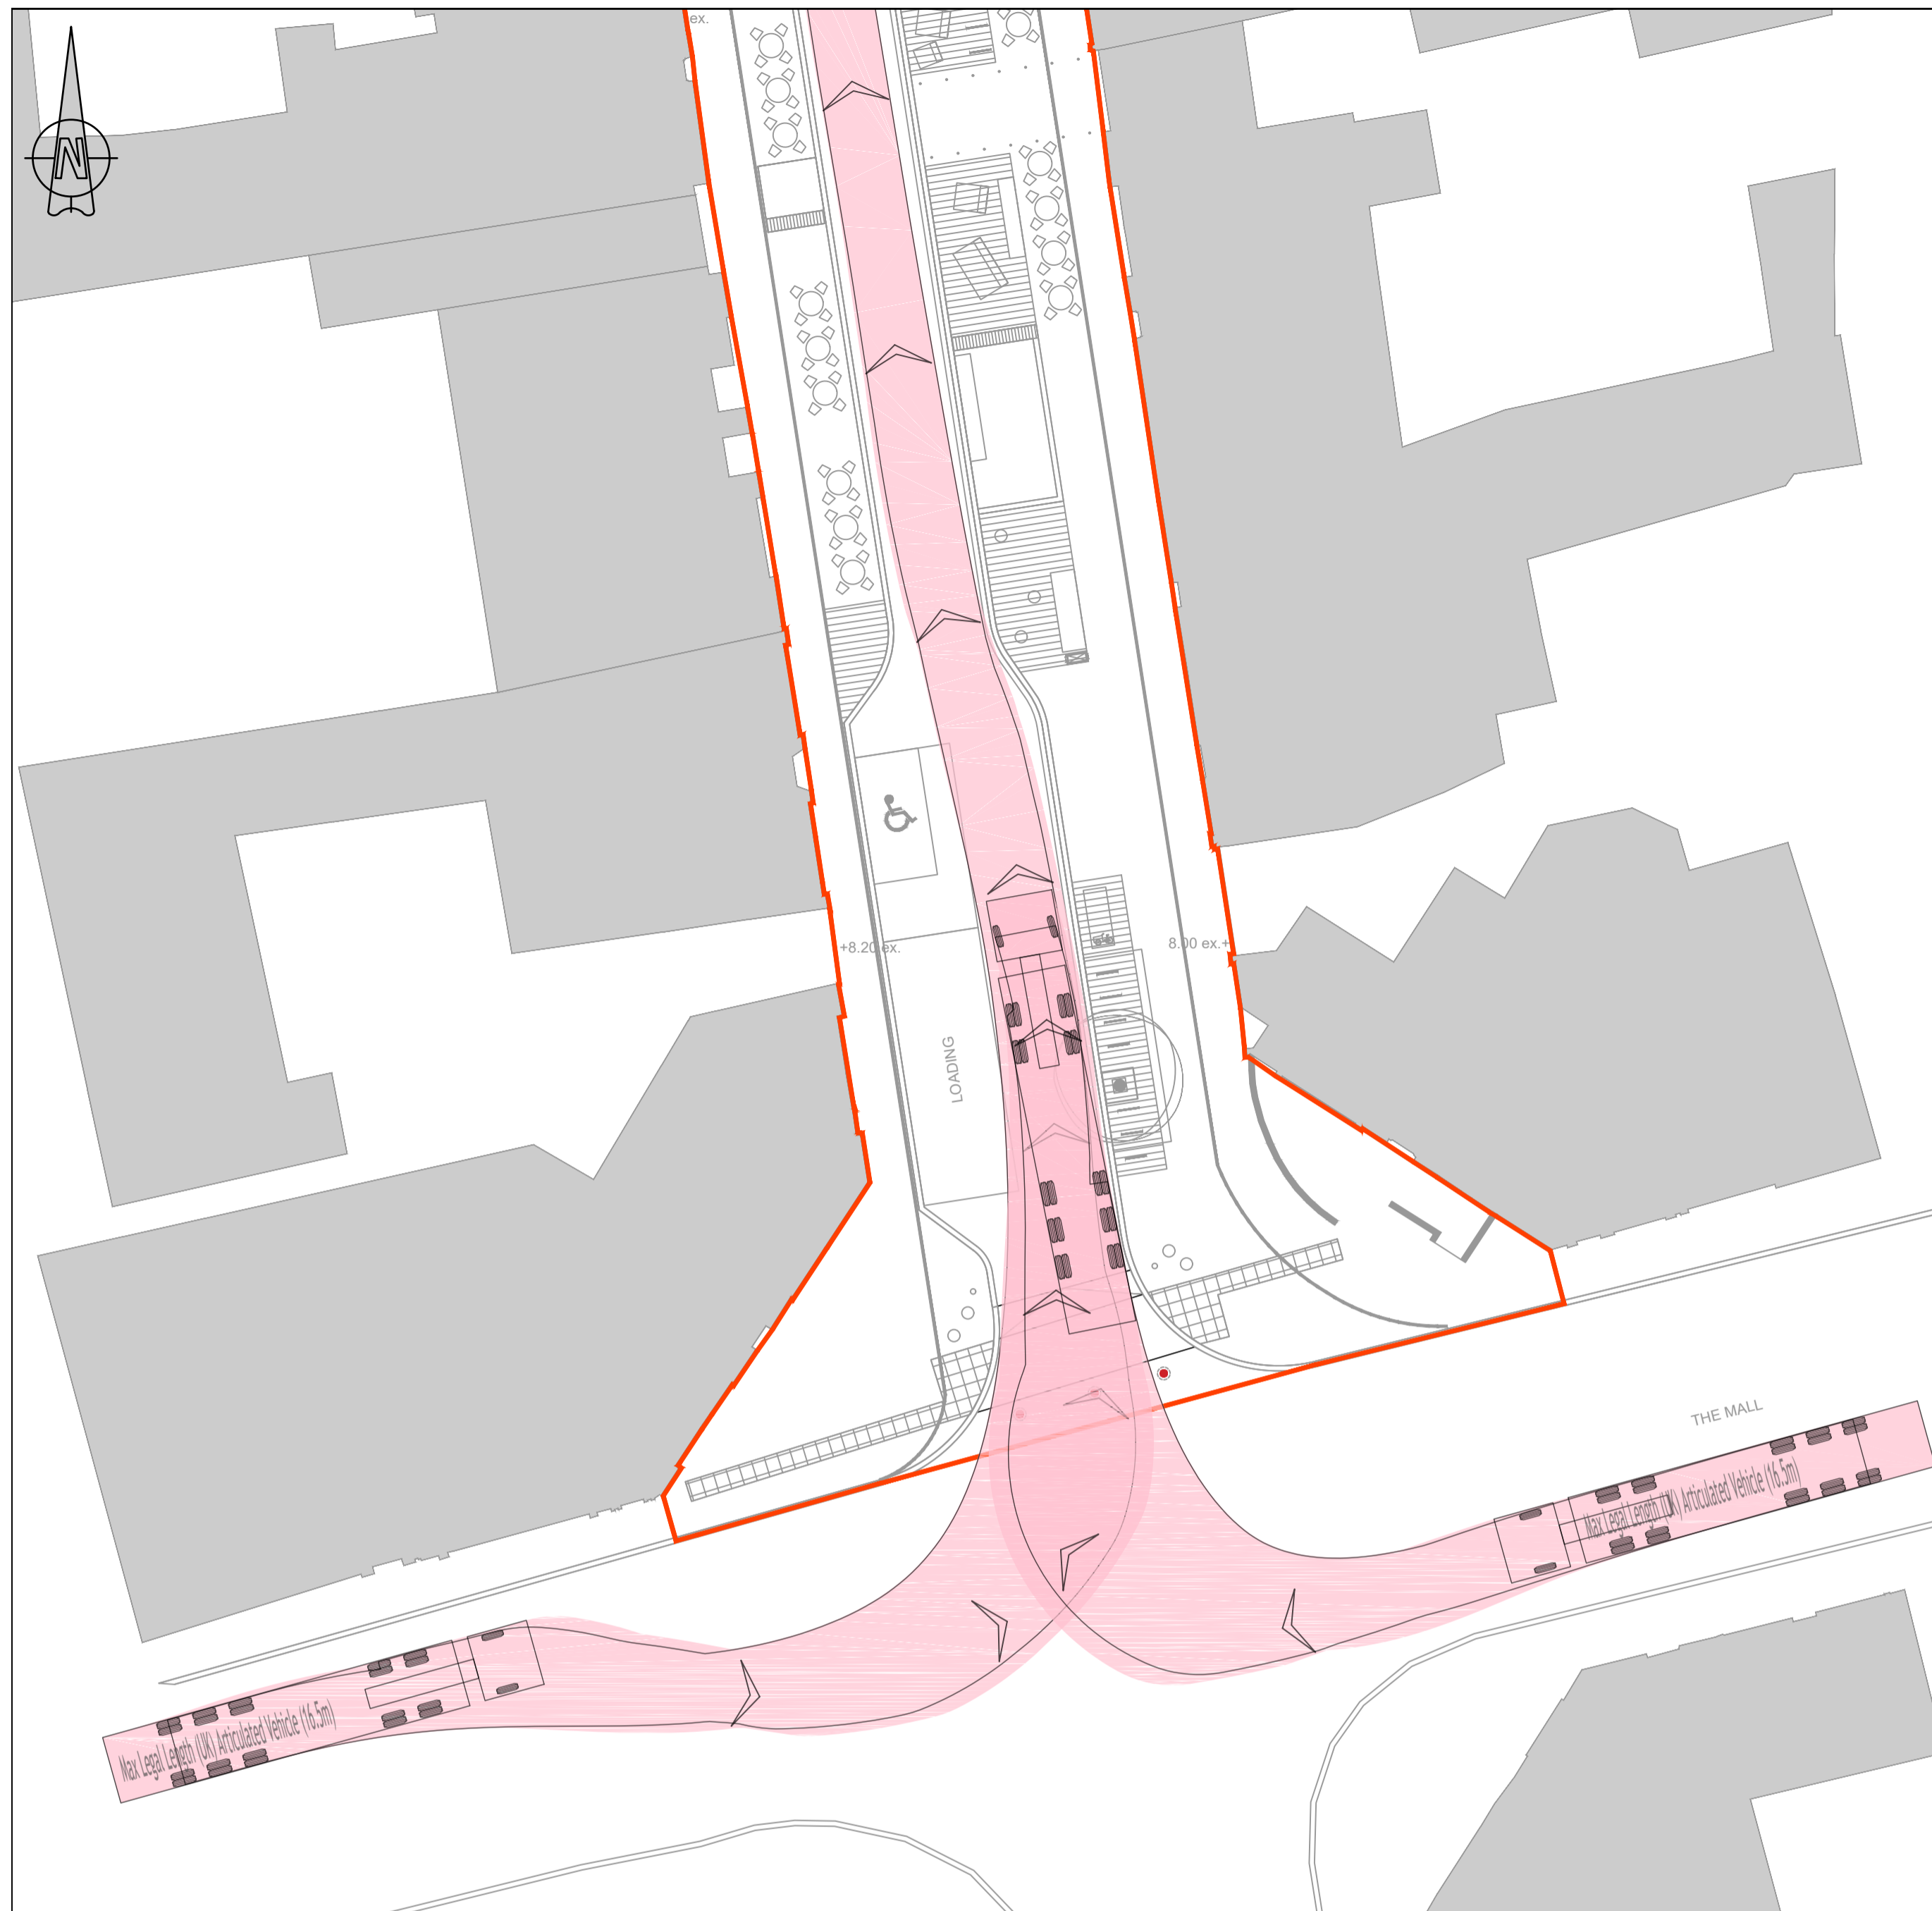 ex.
N
+8.20 ex.
8.00 ex.+
LOADING
THE MALL
Max Legal Length (UK) Articulated Vehicle (16.5m)
Max Legal Length (UK) Articulated Vehicle (16.5m)